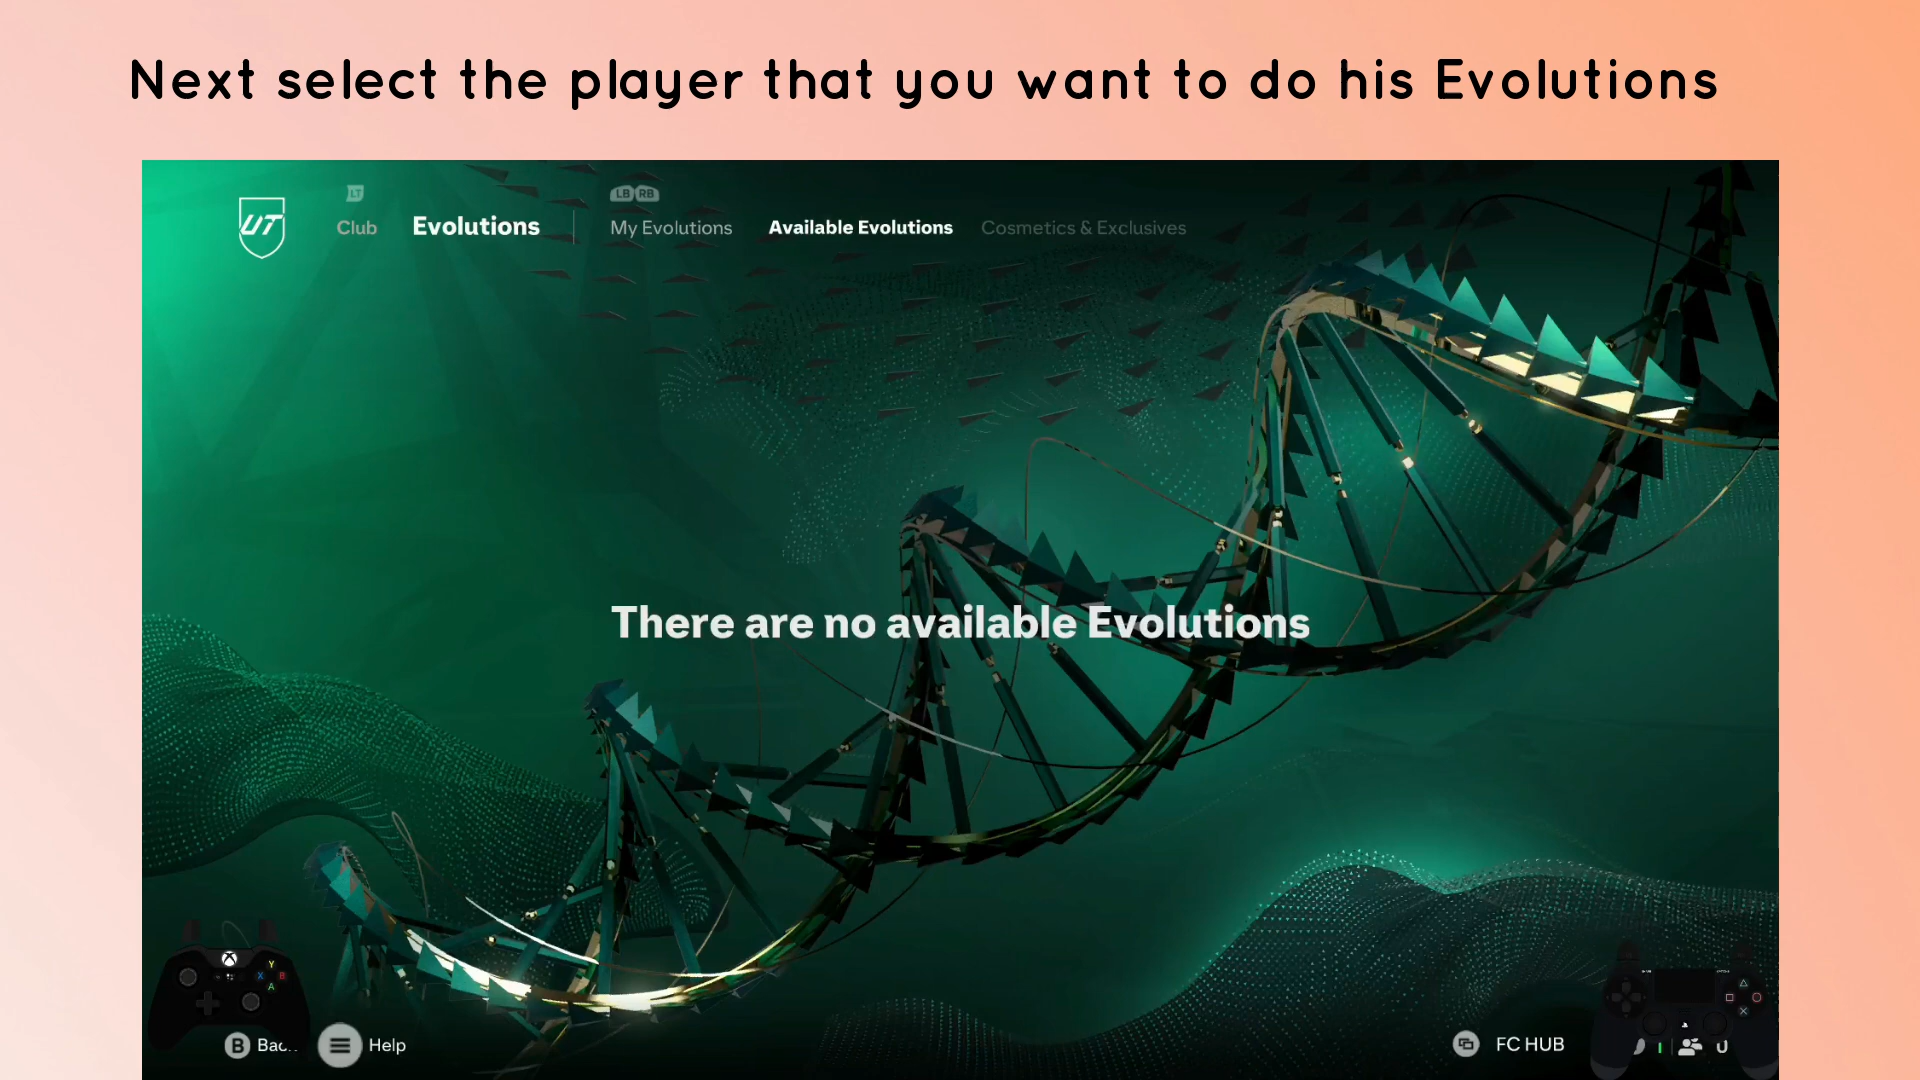 Next select the player that you want to do his Evolutions
LT
LB RB
UT Club Evolutions My Evolutions Available Evolutions Cosmetics & Exclusives
There are no available Evolutions
Y
X B
A
B Help
FC HUB